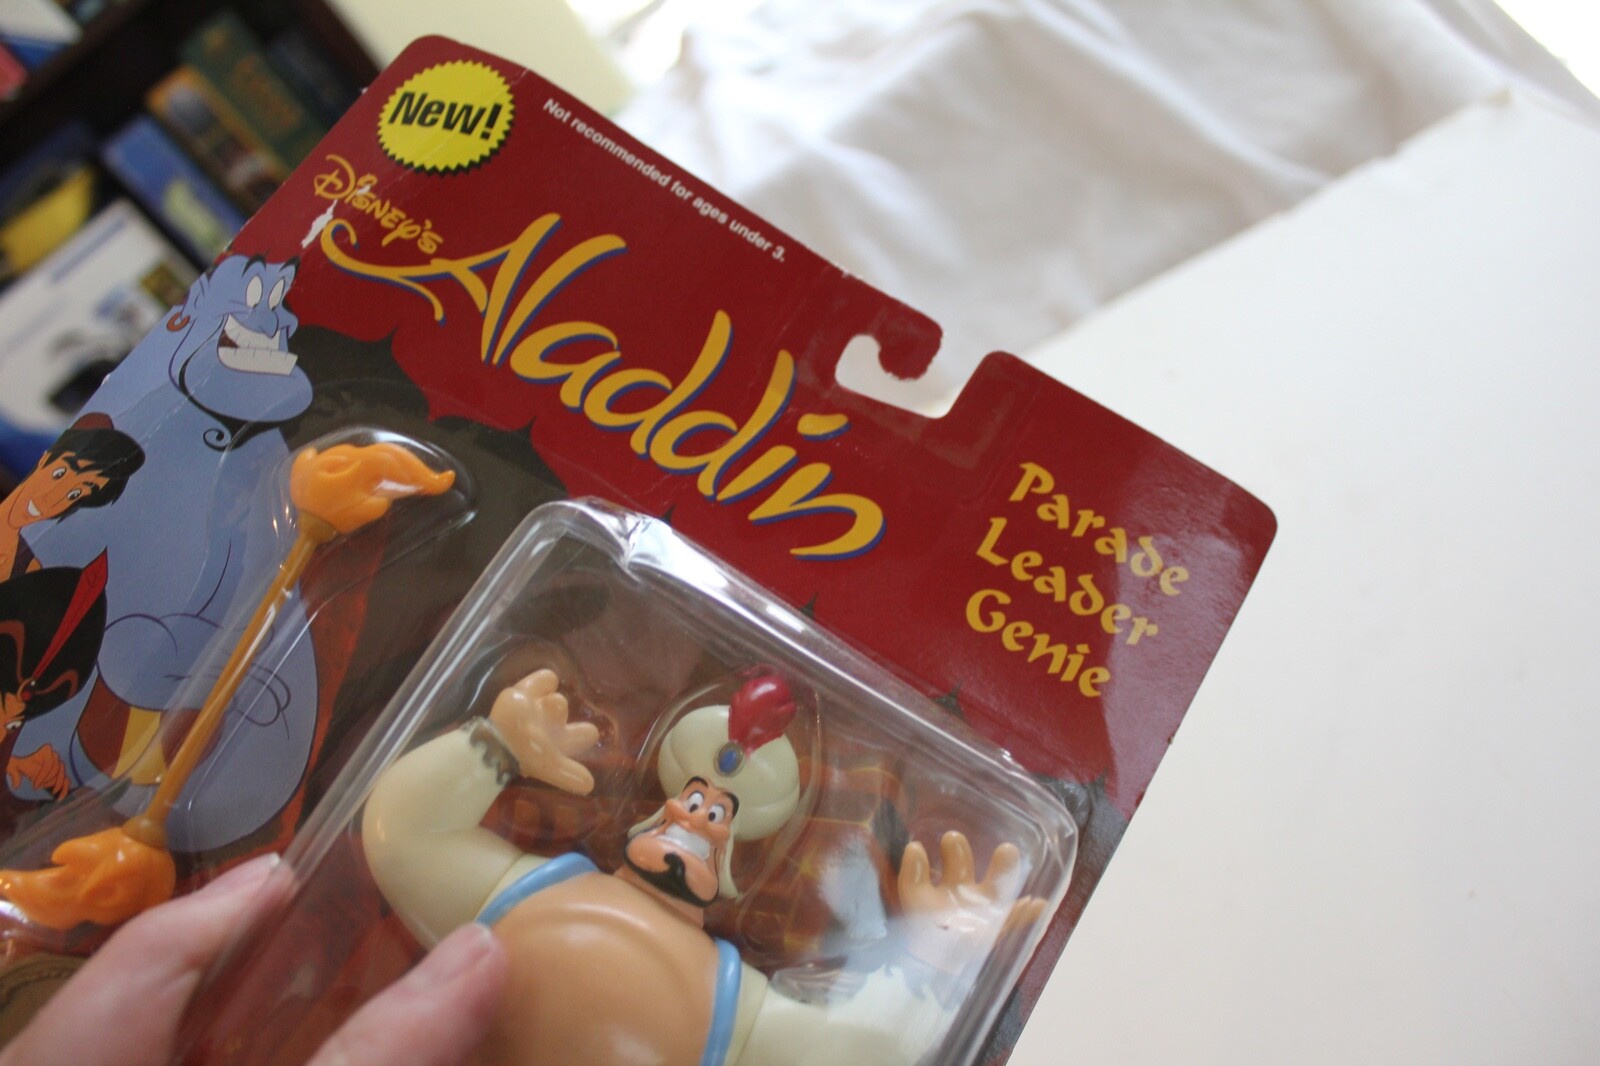 New!
Not recommended for ages under 3.
Disney's
Aladdin
Parade
Leader
Genie